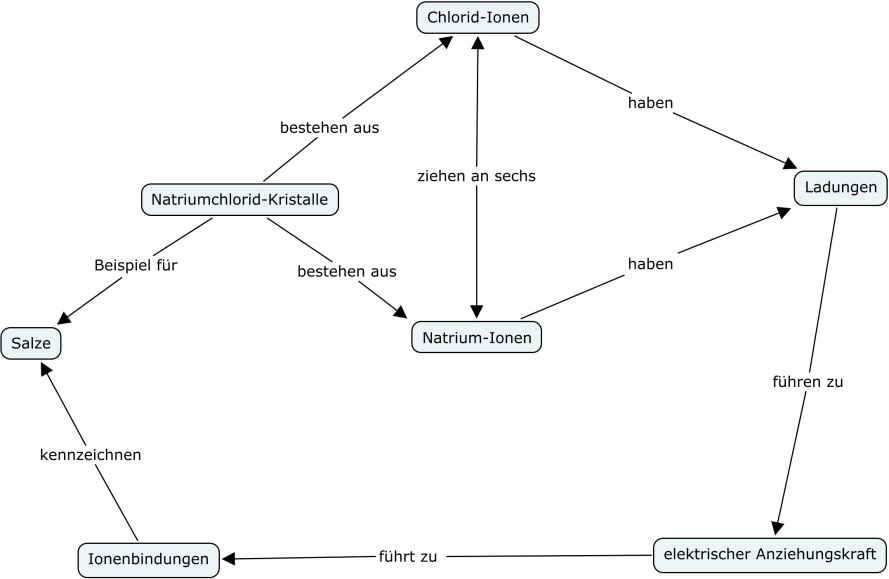 Chlorid-Ionen
haben
bestehen aus
ziehen an sechs
Ladungen
Natriumchlorid-Kristalle
Beispiel für
bestehen aus
haben
Salze
Natrium-Ionen
führen zu
kennzeichnen
Ionenbindungen
führt zu
elektrischer Anziehungskraft